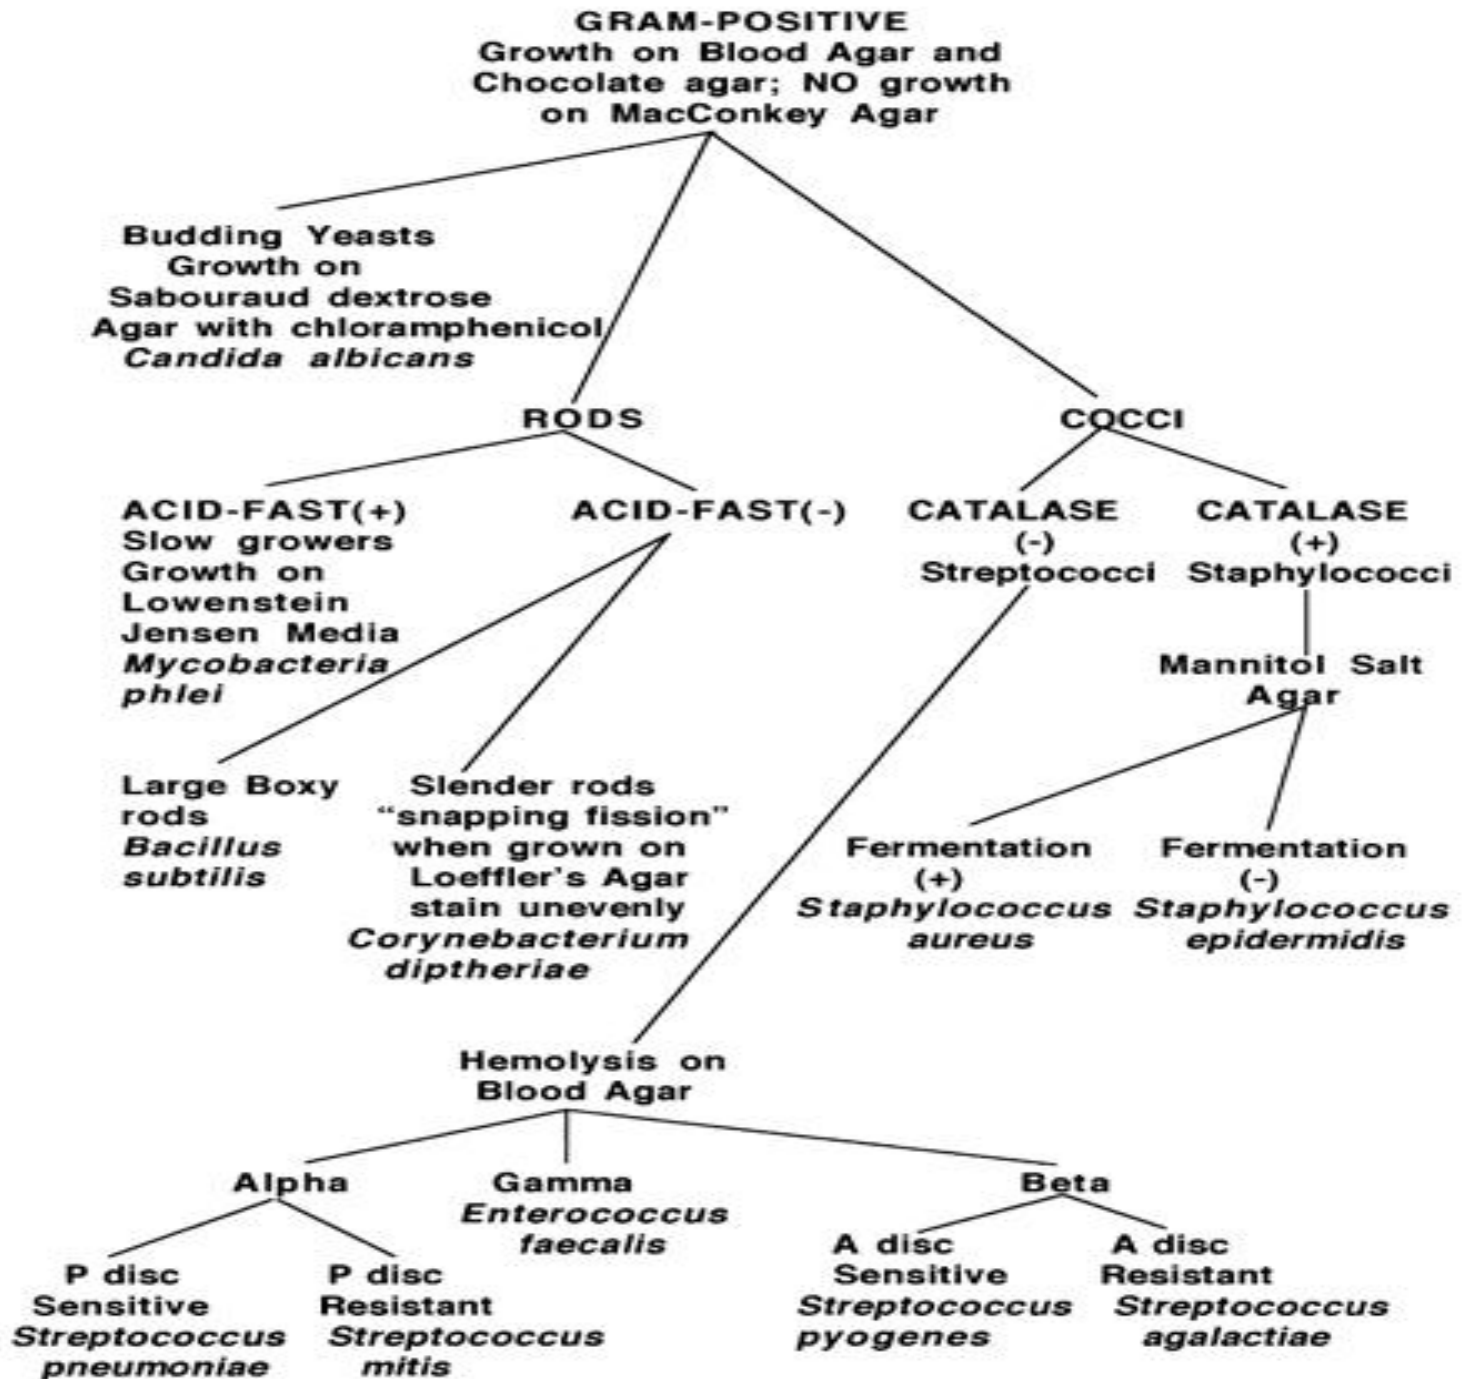 GRAM-POSITIVE
Growth on Blood Agar and
Chocolate agar; NO growth
on MacConkey Agar
Budding Yeasts
Growth on
Sabouraud dextrose
Agar with chloramphenicol
Candida albicans
RODS
COCCI
ACID-FAST(+)
Slow growers
Growth on
Lowenstein
Jensen Media
Mycobacteria
phlei
ACID-FAST(-)
CATALASE
(-)
Streptococci
CATALASE
(+)
Staphylococci
Mannitol Salt
Agar
Large Boxy
rods
Bacillus
subtilis
Slender rods
“snapping fission”
when grown on
Loeffler's Agar
stain unevenly
Corynebacterium
diptheriae
Fermentation
(+)
Staphylococcus
aureus
Fermentation
(-)
Staphylococcus
epidermidis
Hemolysis on
Blood Agar
Alpha
Gamma
Enterococcus
faecalis
Beta
P disc
Sensitive
Streptococcus
pneumoniae
P disc
Resistant
Streptococcus
mitis
A disc
Sensitive
Streptococcus
pyogenes
A disc
Resistant
Streptococcus
agalactiae